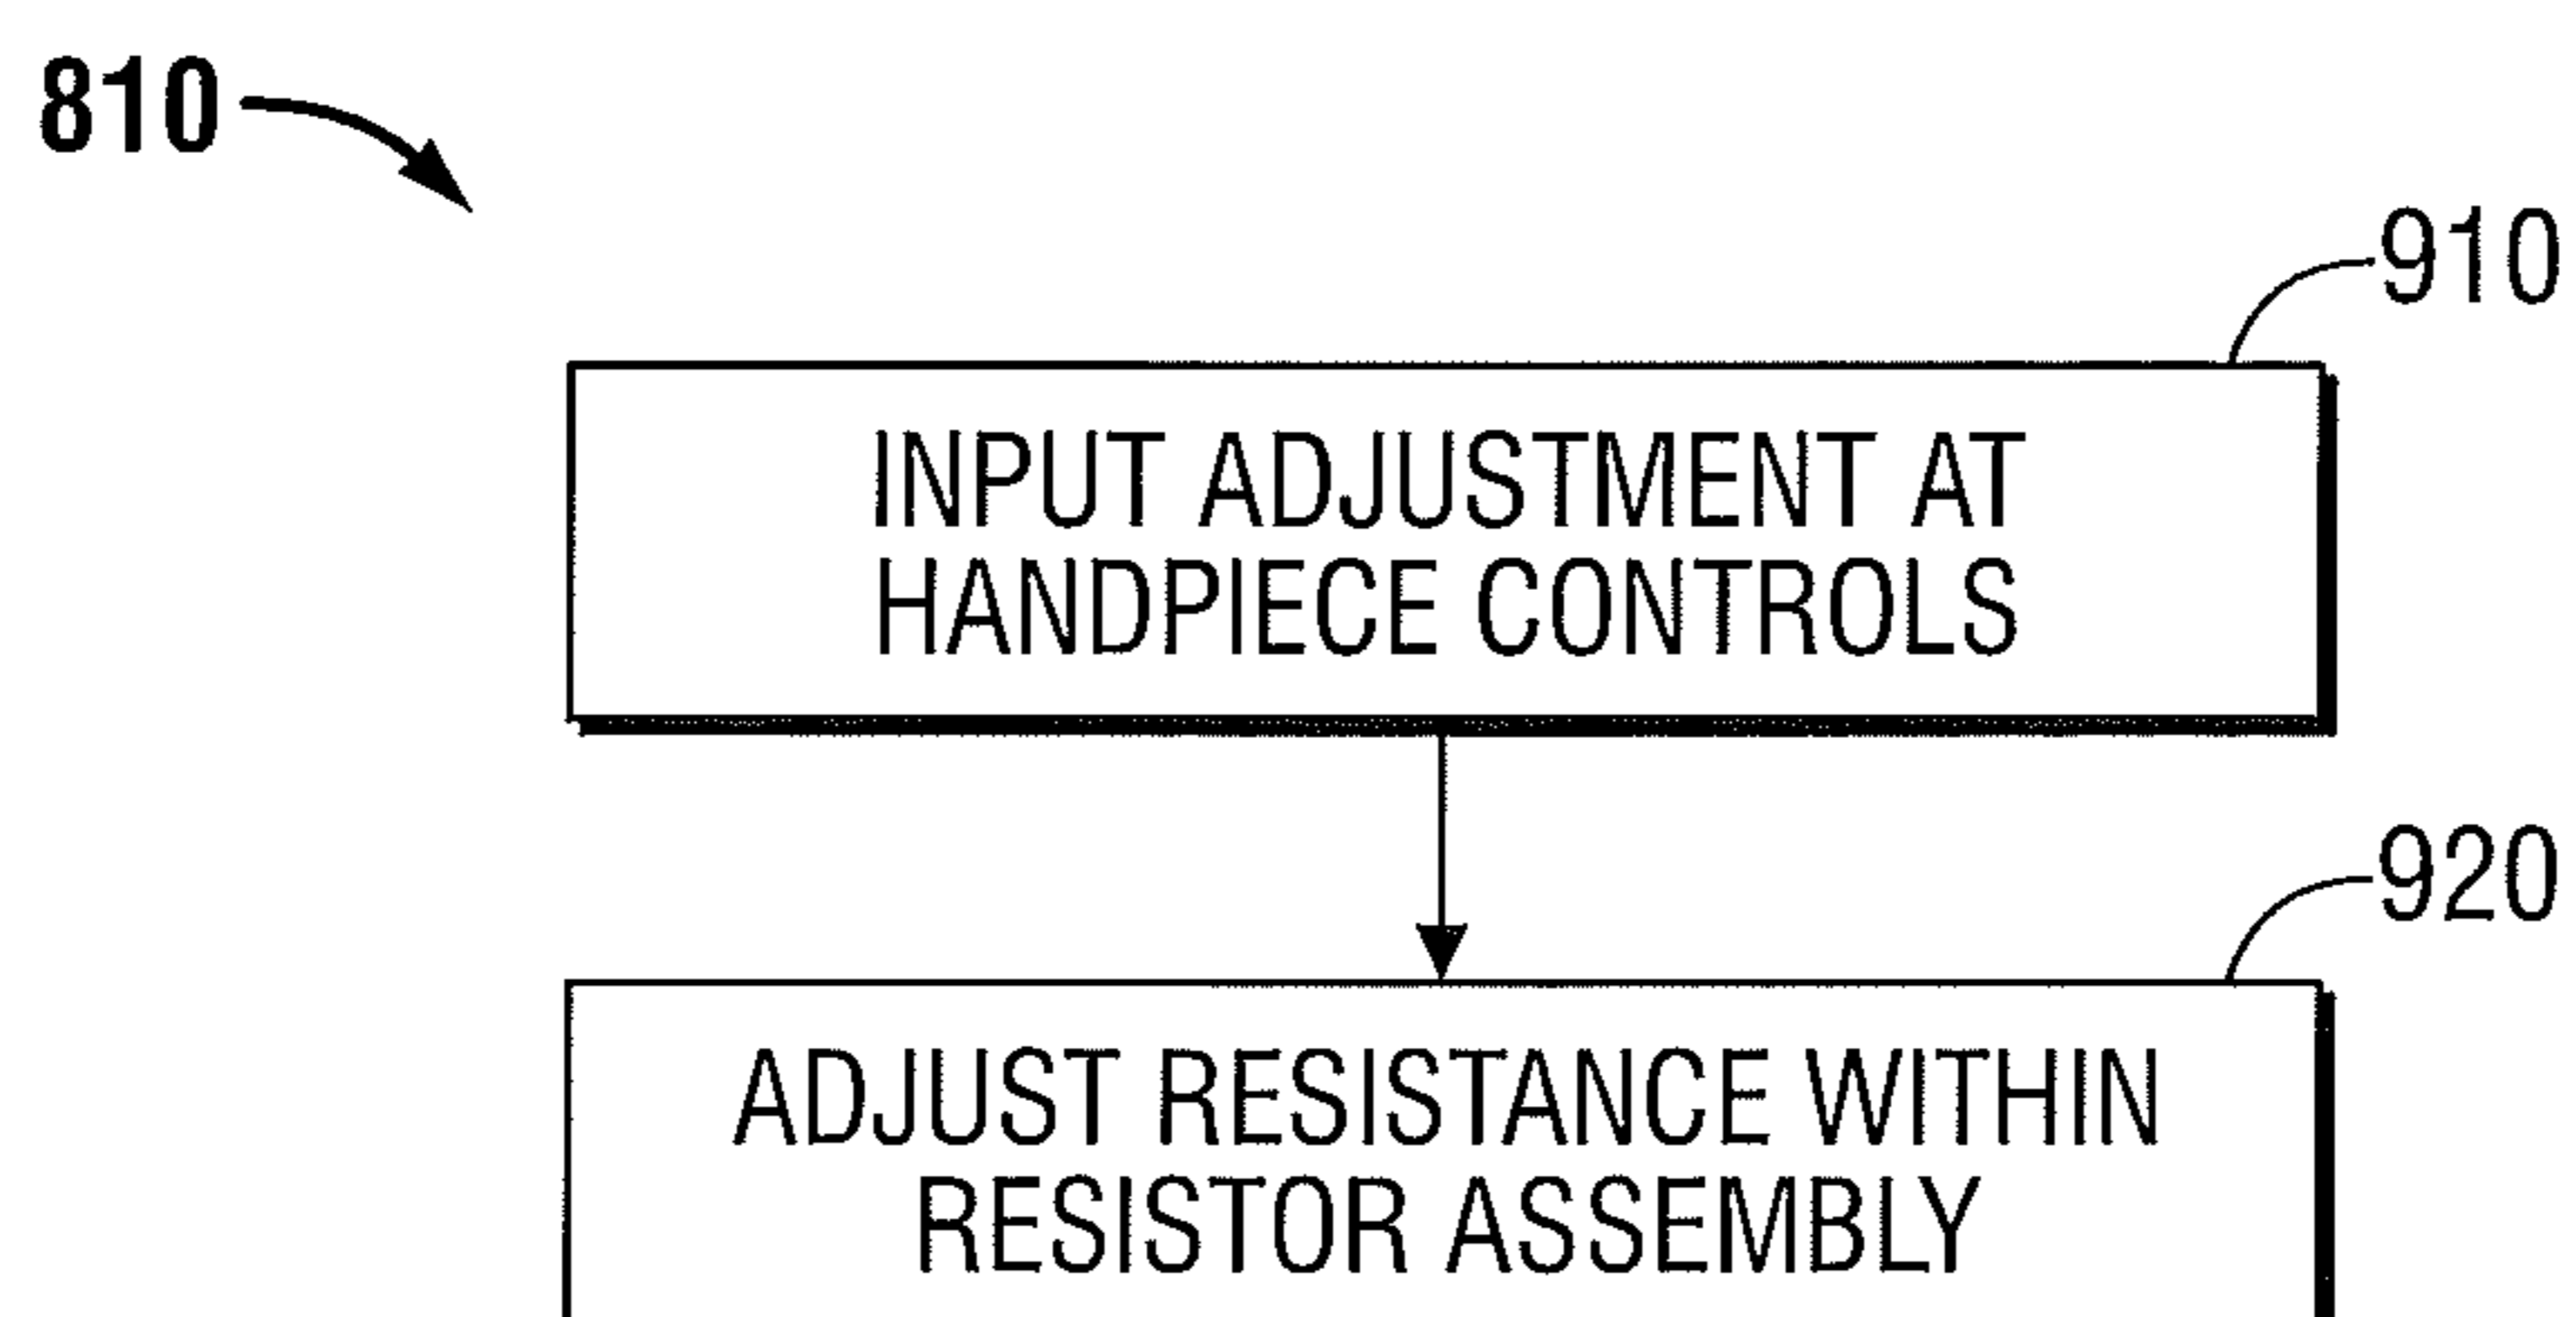 810
910
INPUT ADJUSTMENT AT
HANDPIECE CONTROLS
920
ADJUST RESISTANCE WITHIN
RESISTOR ASSEMBLY